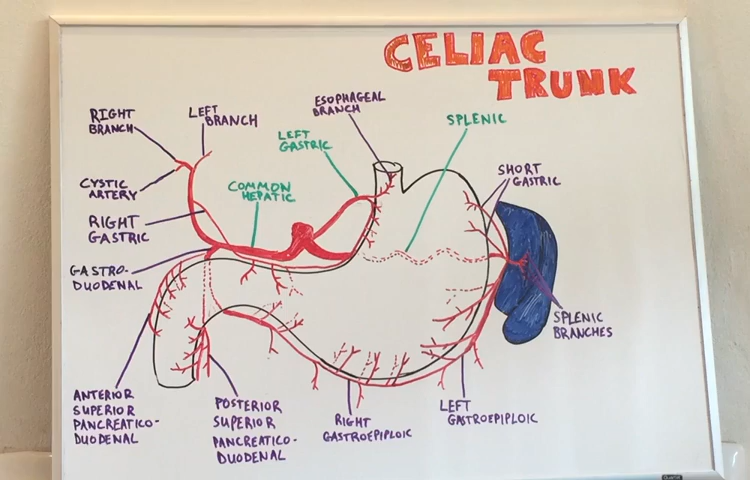 CELIAC
TRUNK
RIGHT
BRANCH
LEFT
BRANCH
ESOPHAGEAL
BRANCH
SPLENIC
LEFT
GASTRIC
SHORT
GASTRIC
CYSTIC
ARTERY
COMMON
HEPATIC
RIGHT
GASTRIC
GASTRO-
DUODENAL
SPLENIC
BRANCHES
ANTERIOR
SUPERIOR
PANCREATICO-
DUODENAL
POSTERIOR
SUPERIOR
PANCREATICO-
DUODENAL
RIGHT
GASTROEPIPLOIC
LEFT
GASTROEPIPLOIC